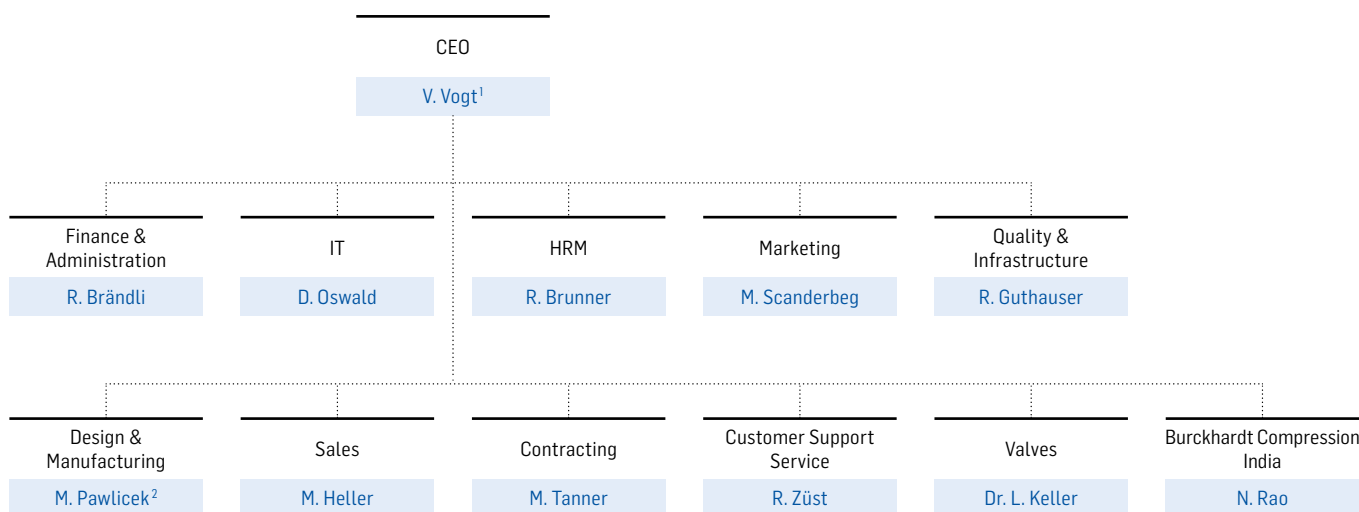 CEO
V. Vogt¹
Finance &
Administration
R. Brändli
IT
D. Oswald
HRM
R. Brunner
Marketing
M. Scanderbeg
Quality &
Infrastructure
R. Guthauser
Design &
Manufacturing
M. Pawlicek²
Sales
M. Heller
Contracting
M. Tanner
Customer Support
Service
R. Züst
Valves
Dr. L. Keller
Burckhardt Compression
India
N. Rao